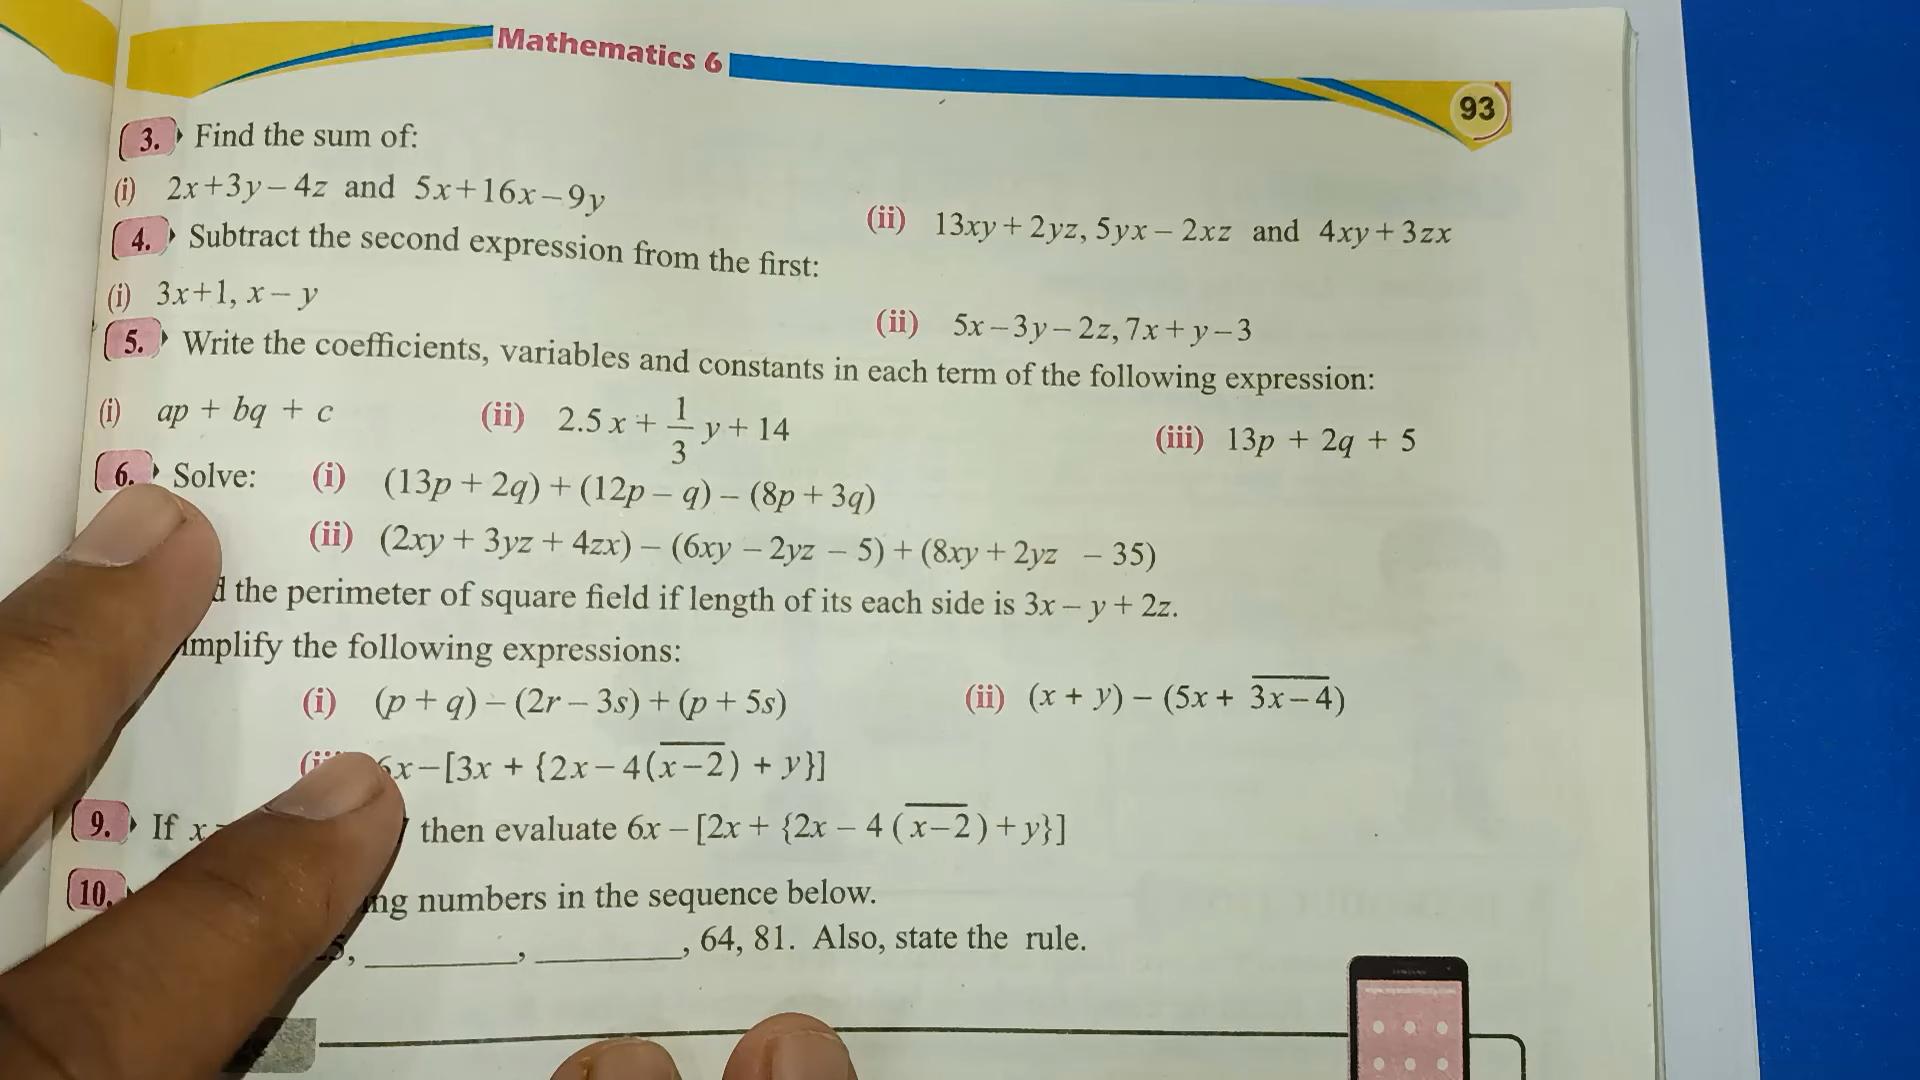 Mathematics 6
93
3. Find the sum of:
(i) 2x+3y–4z and 5x+16x–9y
(ii) 13xy+2yz, 5yx–2xz and 4xy+3zx
4. Subtract the second expression from the first:
(i) 3x+1, x–y
(ii) 5x–3y–2z, 7x+y–3
5. Write the coefficients, variables and constants in each term of the following expression:
(i) ap + bq + c (ii) 2.5x + 1/3 y + 14 (iii) 13p + 2q + 5
6. Solve: (i) (13p + 2q) + (12p – q) – (8p + 3q)
(ii) (2xy + 3yz + 4zx) – (6xy – 2yz – 5) + (8xy + 2yz – 35)
the perimeter of square field if length of its each side is 3x – y + 2z.
the following expressions:
(i) (p + q) – (2r – 3s) + (p + 5s) (ii) (x + y) – (5x + 3x̅ ̅–̅ ̅4̅)
6x–[3x + {2x – 4(x̅–̅2̅) + y}]
9. If x then evaluate 6x – [2x + {2x – 4(x̅–̅2̅) + y}]
10. numbers in the sequence below.
, ________, ________, 64, 81. Also, state the rule.